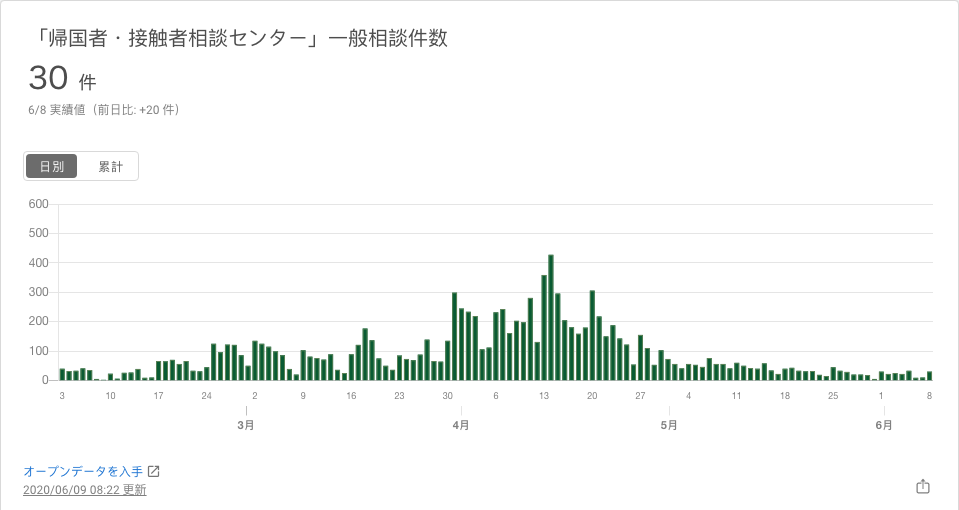 「帰国者・接触者相談センター」一般相談件数
30 件
6/8 実績値（前日比: +20 件）
日別 累計
600
500
400
300
200
100
0
3 10 17 24 2 9 16 23 30 6 13 20 27 4 11 18 25 1 8
3月 4月 5月 6月
オープンデータを入手
2020/06/09 08:22 更新